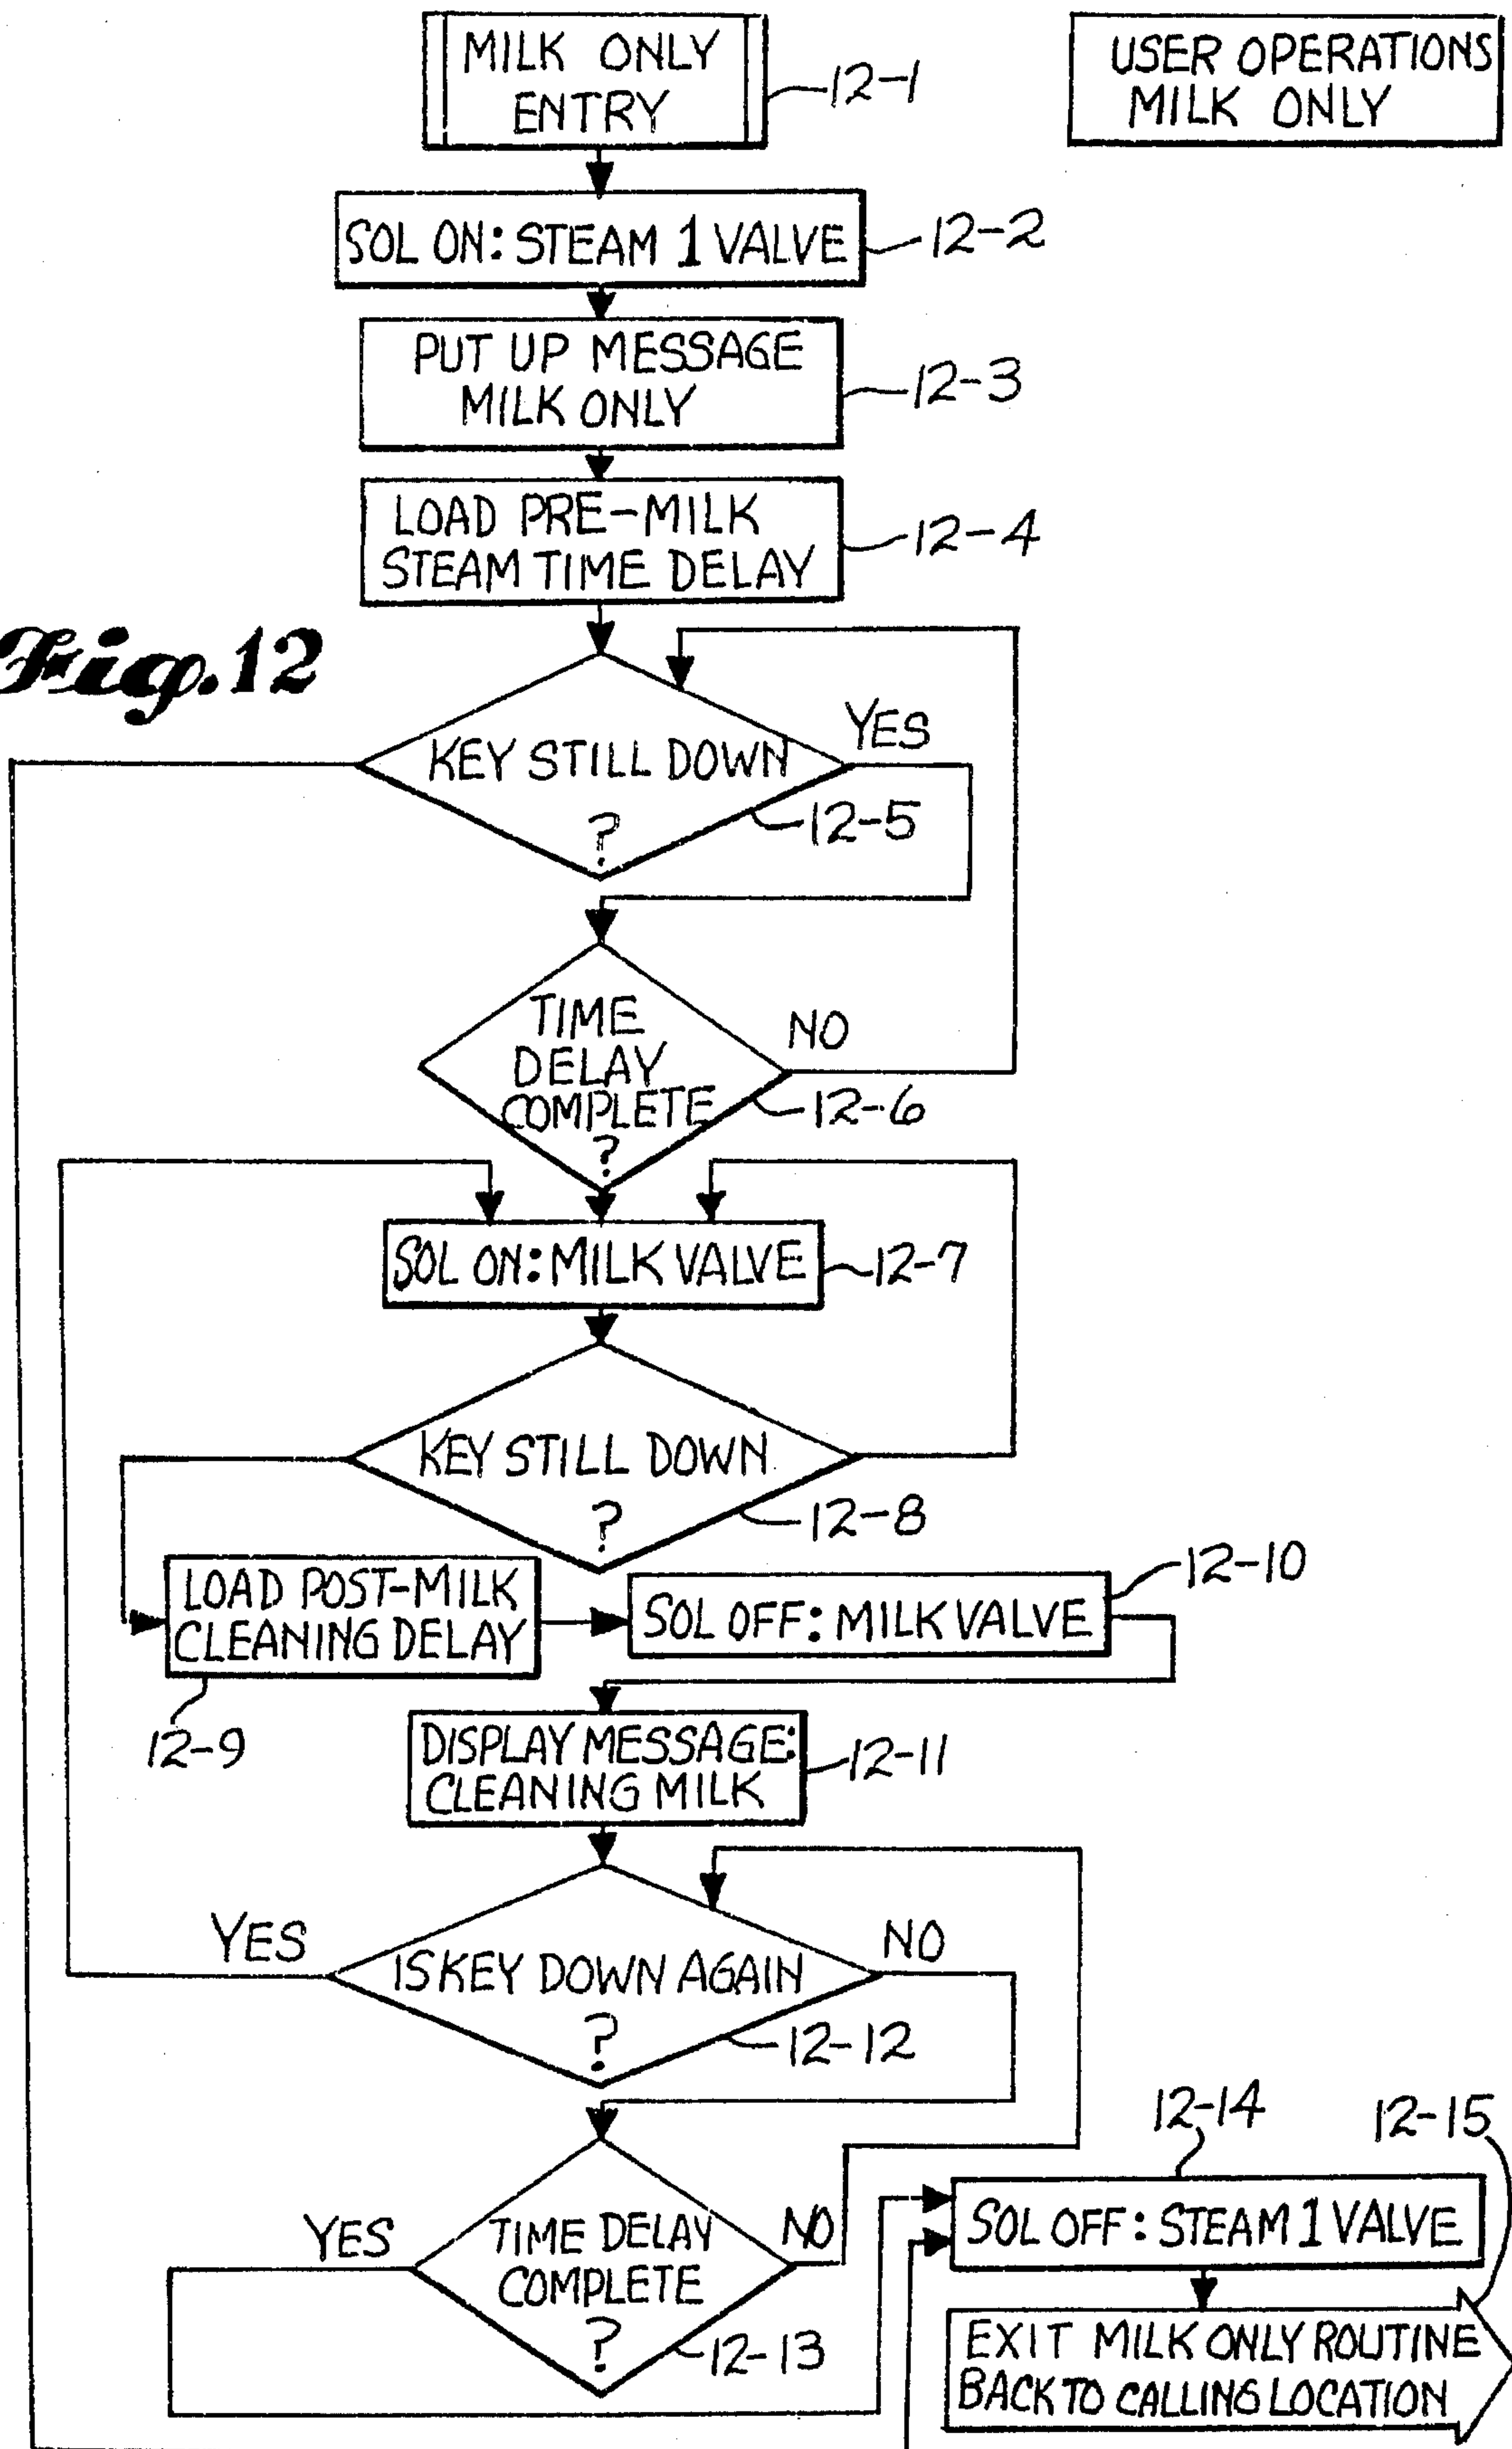 MILK ONLY
ENTRY
12-1
USER OPERATIONS
MILK ONLY
SOL ON: STEAM 1 VALVE
12-2
PUT UP MESSAGE
MILK ONLY
12-3
LOAD PRE-MILK
STEAM TIME DELAY
12-4
Fig. 12
KEY STILL DOWN
?
YES
12-5
TIME
DELAY
COMPLETE
?
NO
12-6
SOL ON: MILK VALVE
12-7
KEY STILL DOWN
?
12-8
LOAD POST-MILK
CLEANING DELAY
12-9
SOL OFF: MILK VALVE
12-10
DISPLAY MESSAGE:
CLEANING MILK
12-11
YES
IS KEY DOWN AGAIN
?
NO
12-12
YES
TIME DELAY
COMPLETE
?
NO
12-13
12-14
SOL OFF: STEAM 1 VALVE
12-15
EXIT MILK ONLY ROUTINE
BACK TO CALLING LOCATION